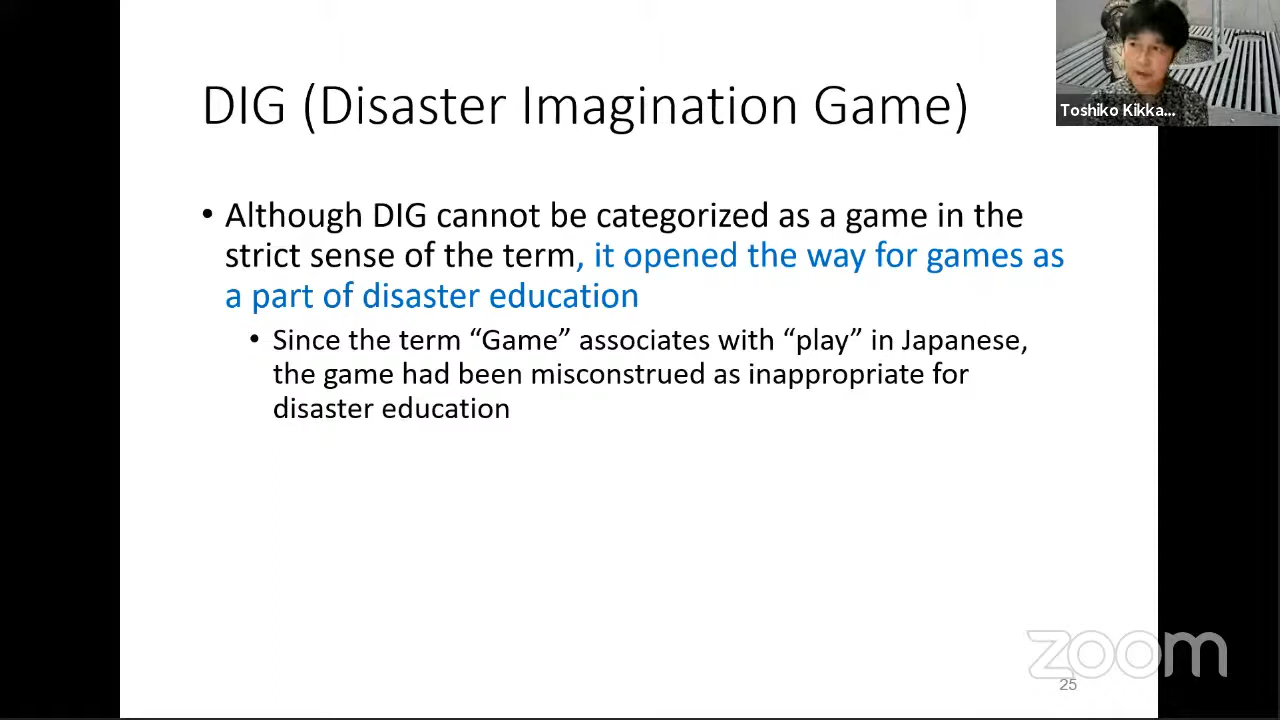 DIG (Disaster Imagination Game)
Toshiko Kikka...
• Although DIG cannot be categorized as a game in the
strict sense of the term, it opened the way for games as
a part of disaster education
• Since the term “Game” associates with “play” in Japanese,
the game had been misconstrued as inappropriate for
disaster education
zoom
25